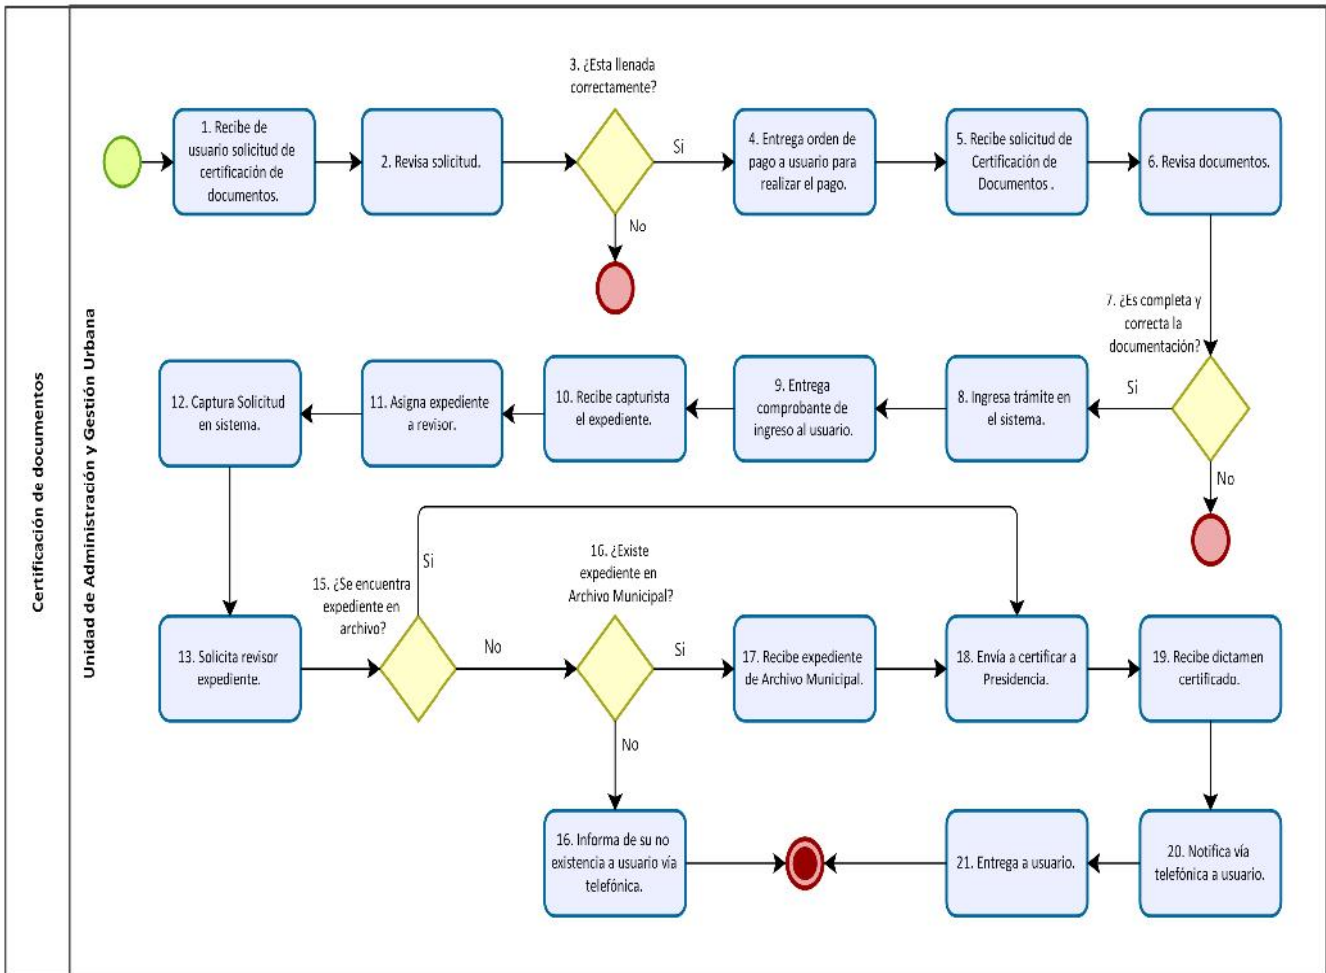 Certificación de documentos
Unidad de Administración y Gestión Urbana
3. ¿Esta llenada
correctamente?
1. Recibe de
usuario solicitud de
certificación de
documentos.
2. Revisa solicitud.
Si
4. Entrega orden de
pago a usuario para
realizar el pago.
5. Recibe solicitud de
Certificación de
Documentos .
6. Revisa documentos.
No
7. ¿Es completa y
correcta la
documentación?
12. Captura Solicitud
en sistema.
11. Asigna expediente
a revisor.
10. Recibe capturista
el expediente.
9. Entrega
comprobante de
ingreso al usuario.
8. Ingresa trámite en
el sistema.
Si
No
Si
15. ¿Se encuentra
expediente en
archivo?
16. ¿Existe
expediente en
Archivo Municipal?
13. Solicita revisor
expediente.
No
Si
17. Recibe expediente
de Archivo Municipal.
18. Envía a certificar a
Presidencia.
19. Recibe dictamen
certificado.
No
16. Informa de su no
existencia a usuario vía
telefónica.
21. Entrega a usuario.
20. Notifica vía
telefónica a usuario.